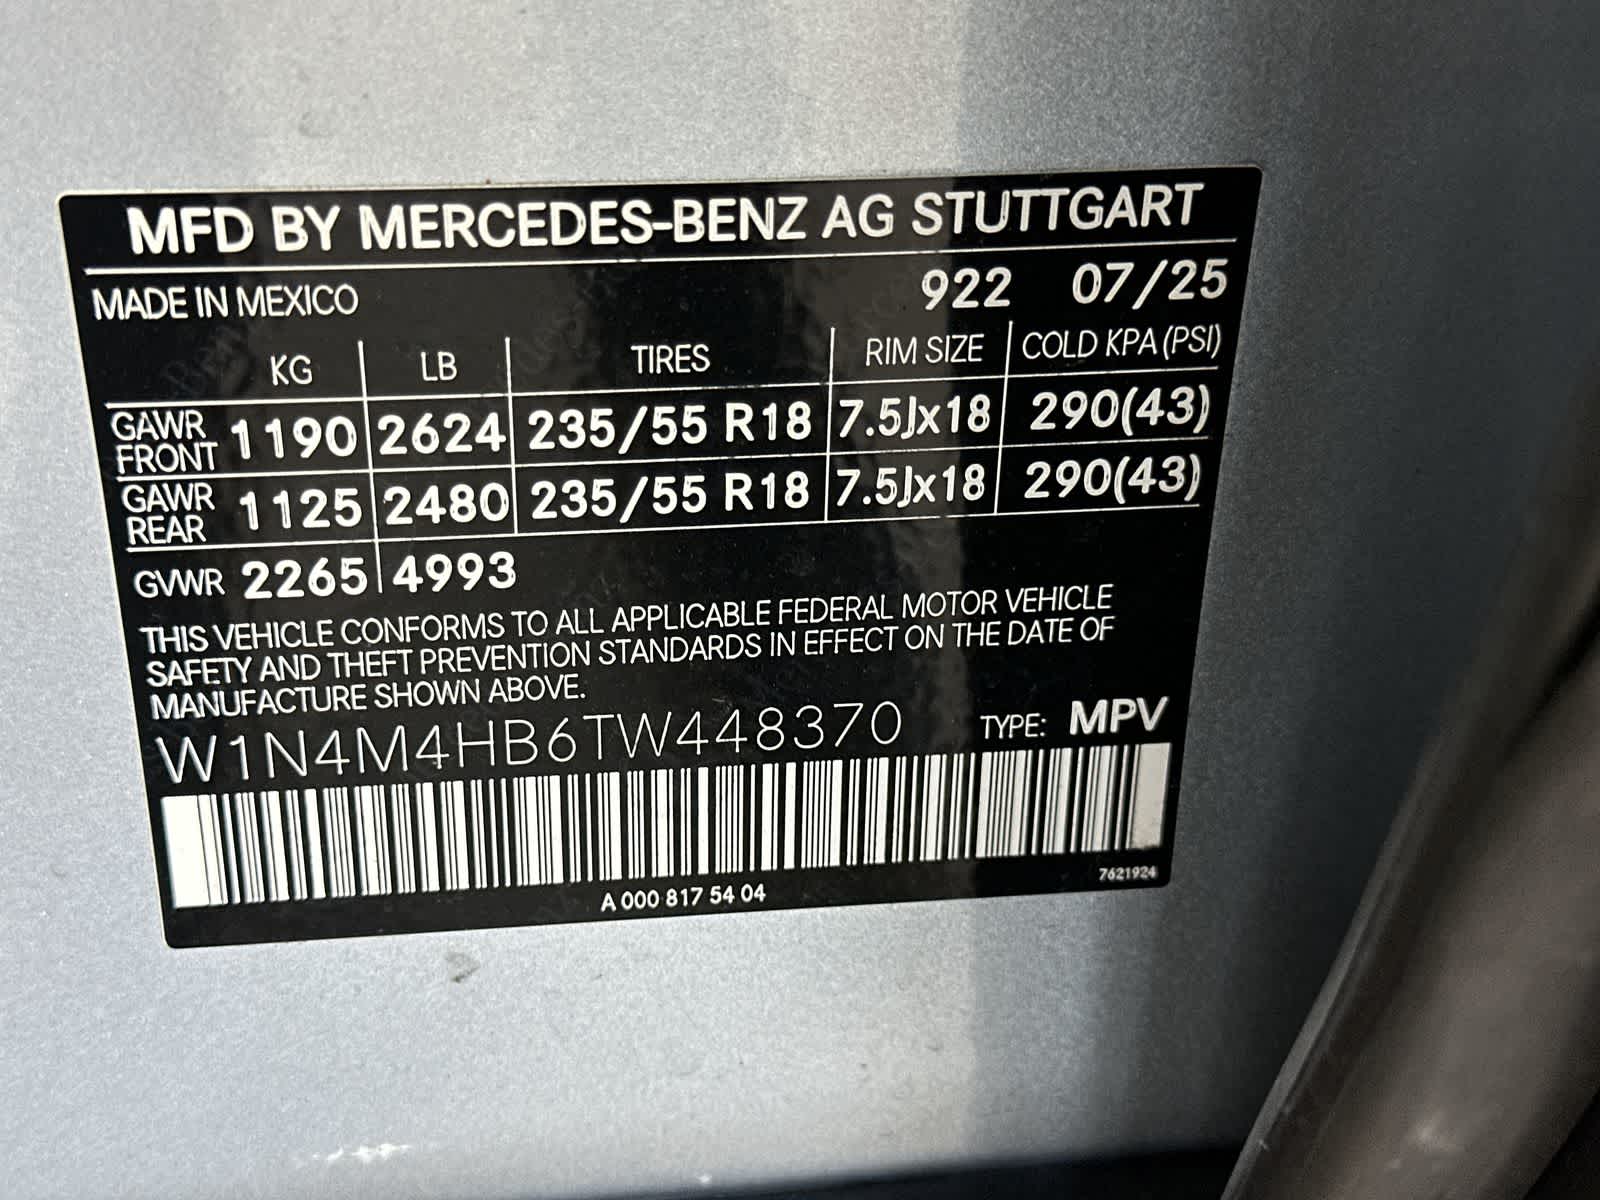 MFD BY MERCEDES-BENZ AG STUTTGART
MADE IN MEXICO 922 07/25
KG LB TIRES RIM SIZE COLD KPA (PSI)
GAWR FRONT 1190 2624 235/55 R18 7.5Jx18 290(43)
GAWR REAR 1125 2480 235/55 R18 7.5Jx18 290(43)
GVWR 2265 4993
THIS VEHICLE CONFORMS TO ALL APPLICABLE FEDERAL MOTOR VEHICLE
SAFETY AND THEFT PREVENTION STANDARDS IN EFFECT ON THE DATE OF
MANUFACTURE SHOWN ABOVE.
W1N4M4HB6TW448370 TYPE: MPV
A 000 817 54 04 7621924